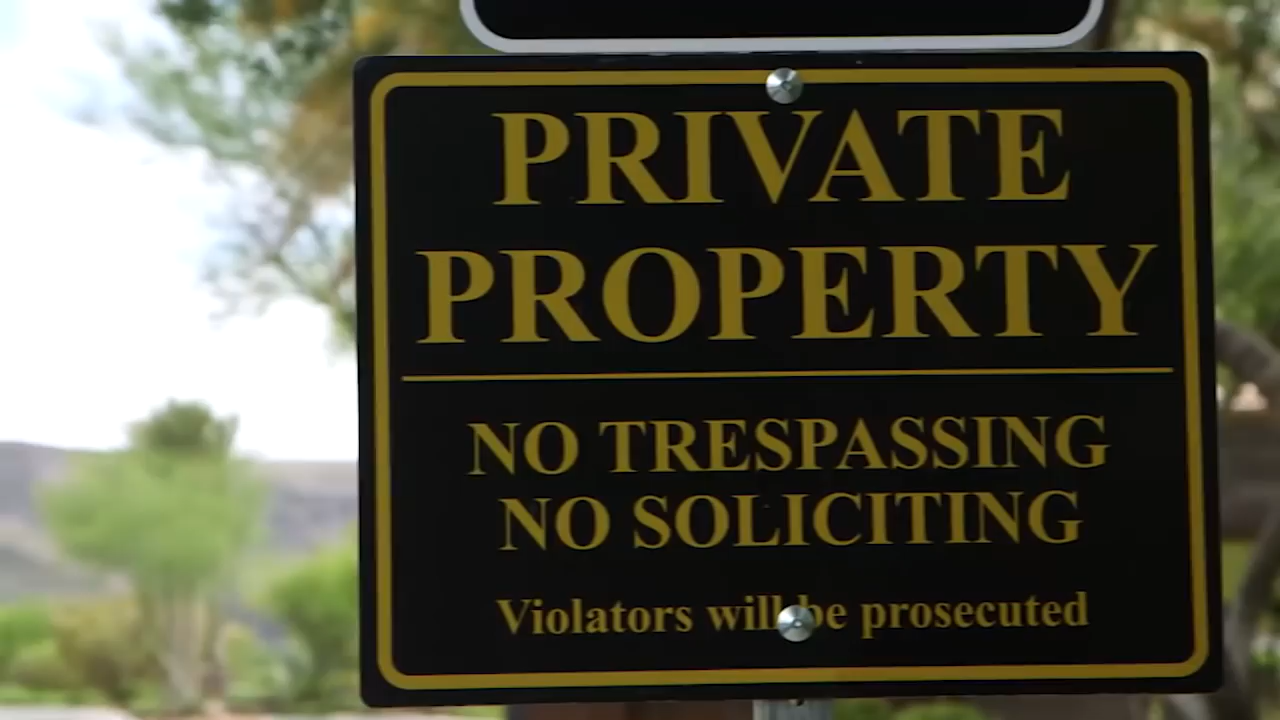 PRIVATE
PROPERTY
NO TRESPASSING
NO SOLICITING
Violators will be prosecuted